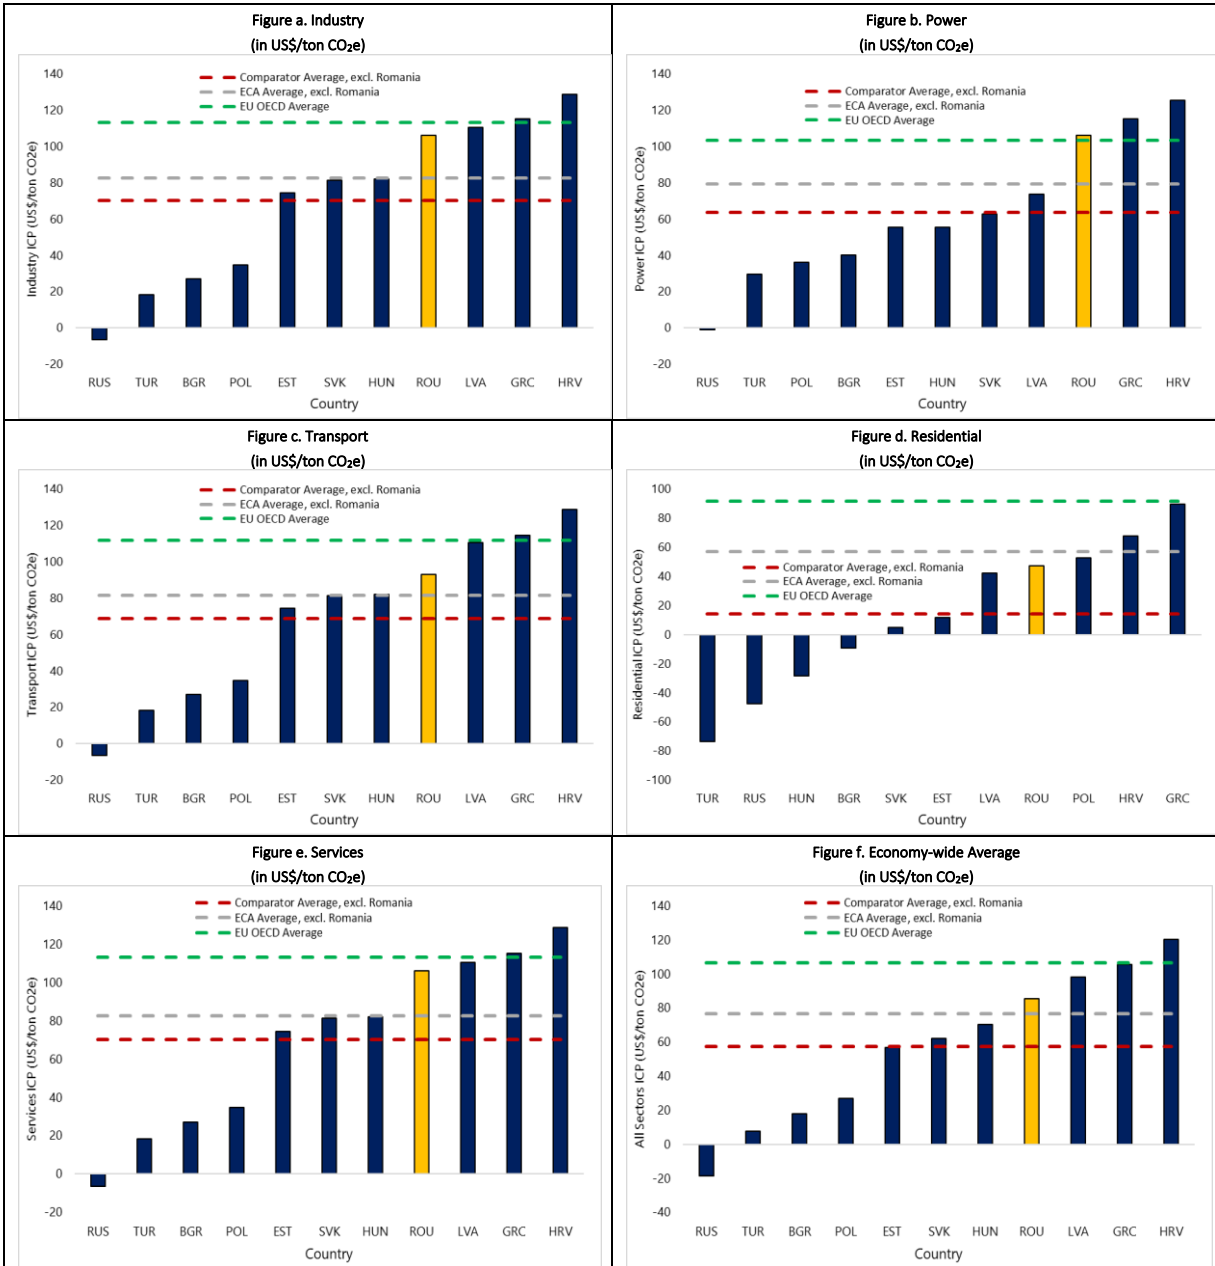 Figure a. Industry
(in US$/ton CO₂e)
Comparator Average, excl. Romania
ECA Average, excl. Romania
EU OECD Average
Industry ICP (US$/ton CO2e)
140
120
100
80
60
40
20
0
-20
RUS TUR BGR POL EST SVK HUN ROU LVA GRC HRV
Country
Figure b. Power
(in US$/ton CO₂e)
Comparator Average, excl. Romania
ECA Average, excl. Romania
EU OECD Average
Power ICP (US$/ton CO2e)
140
120
100
80
60
40
20
0
-20
RUS TUR POL BGR EST HUN SVK LVA ROU GRC HRV
Country
Figure c. Transport
(in US$/ton CO₂e)
Comparator Average, excl. Romania
ECA Average, excl. Romania
EU OECD Average
Transport ICP (US$/ton CO2e)
140
120
100
80
60
40
20
0
-20
RUS TUR BGR POL EST SVK HUN ROU LVA GRC HRV
Country
Figure d. Residential
(in US$/ton CO₂e)
Comparator Average, excl. Romania
ECA Average, excl. Romania
EU OECD Average
Residential ICP (US$/ton CO2e)
100
80
60
40
20
0
-20
-40
-60
-80
-100
TUR RUS HUN BGR SVK EST LVA ROU POL HRV GRC
Country
Figure e. Services
(in US$/ton CO₂e)
Comparator Average, excl. Romania
ECA Average, excl. Romania
EU OECD Average
Services ICP (US$/ton CO2e)
140
120
100
80
60
40
20
0
-20
RUS TUR BGR POL EST SVK HUN ROU LVA GRC HRV
Country
Figure f. Economy-wide Average
(in US$/ton CO₂e)
Comparator Average, excl. Romania
ECA Average, excl. Romania
EU OECD Average
All Sectors ICP (US$/ton CO2e)
140
120
100
80
60
40
20
0
-20
-40
RUS TUR BGR POL EST SVK HUN ROU LVA GRC HRV
Country